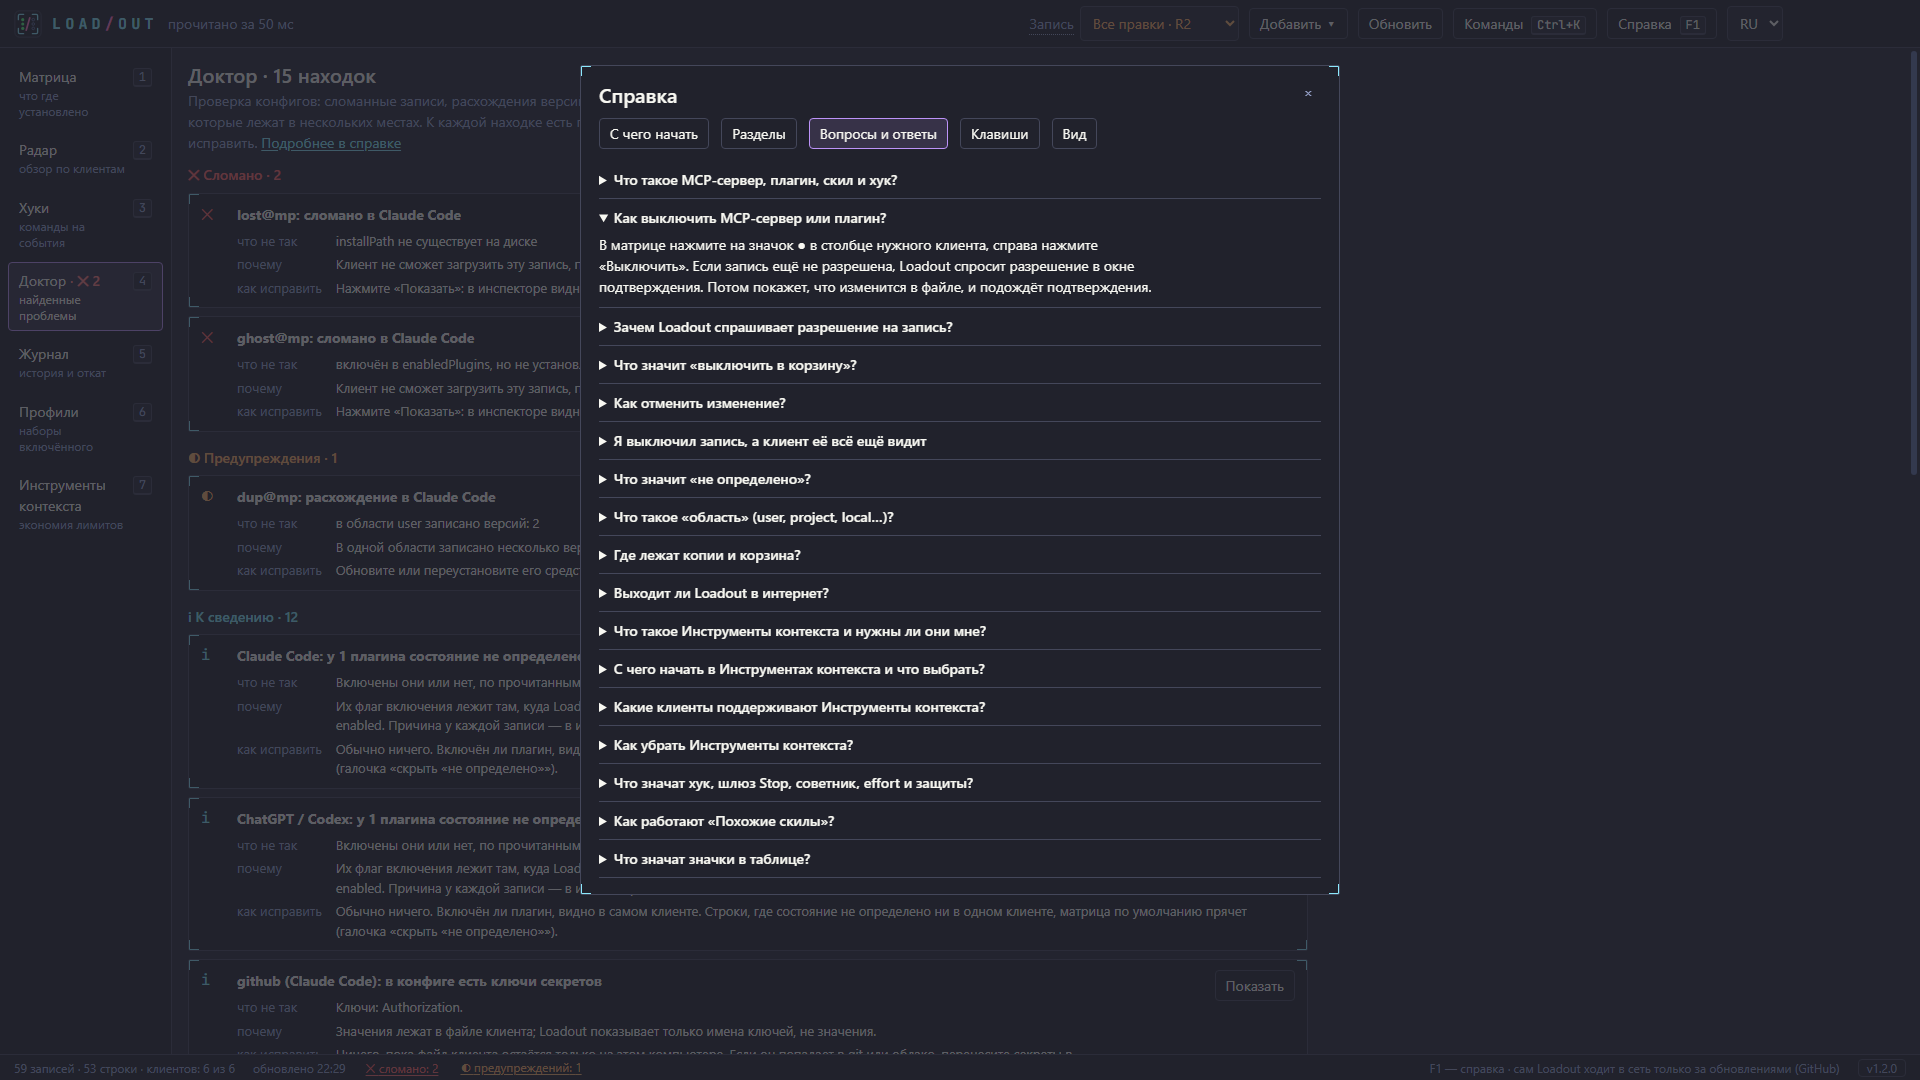 LOAD/OUT прочитано за 50 мс
Запись Все правки · R2 Добавить ▾ Обновить Команды Ctrl+K Справка F1 RU
Матрица 1
что где
установлено
Радар 2
обзор по клиентам
Хуки 3
команды на
события
Доктор · ✕ 2 4
найденные
проблемы
Журнал 5
история и откат
Профили 6
наборы
включённого
Инструменты 7
контекста
экономия лимитов
Доктор · 15 находок
Проверка конфигов: сломанные записи, расхождения
которые лежат в нескольких местах. К каждой находке есть
исправить. Подробнее в справке
✕ Сломано · 2
lost@mp: сломано в Claude Code
что не так installPath не существует на диске
почему Клиент не сможет загрузить эту запись,
как исправить Нажмите «Показать»: в инспекторе
ghost@mp: сломано в Claude Code
что не так включён в enabledPlugins, но не
почему Клиент не сможет загрузить эту запись,
как исправить Нажмите «Показать»: в инспекторе
◐ Предупреждения · 1
dup@mp: расхождение в Claude Code
что не так в области user записано версий: 2
почему В одной области записано несколько
как исправить Обновите или переустановите его
i К сведению · 12
Claude Code: у 1 плагина состояние не определено
что не так Включены они или нет, по прочитанным
почему Их флаг включения лежит там, куда
enabled. Причина у каждой записи — в
как исправить Обычно ничего. Включён ли плагин,
(галочка «скрыть «не определено»»).
ChatGPT / Codex: у 1 плагина состояние не
что не так Включены они или нет, по прочитанным
почему Их флаг включения лежит там, куда
enabled. Причина у каждой записи — в
как исправить Обычно ничего. Включён ли плагин, видно в самом клиенте. Строки, где состояние не определено ни в одном клиенте, матрица по умолчанию прячет
(галочка «скрыть «не определено»»).
github (Claude Code): в конфиге есть ключи секретов Показать
что не так Ключи: Authorization.
почему Значения лежат в файле клиента; Loadout показывает только имена ключей, не значения.
Справка ×
С чего начать Разделы Вопросы и ответы Клавиши Вид
▶ Что такое MCP-сервер, плагин, скил и хук?
▼ Как выключить MCP-сервер или плагин?
В матрице нажмите на значок ● в столбце нужного клиента, справа нажмите
«Выключить». Если запись ещё не разрешена, Loadout спросит разрешение в окне
подтверждения. Потом покажет, что изменится в файле, и подождёт подтверждения.
▶ Зачем Loadout спрашивает разрешение на запись?
▶ Что значит «выключить в корзину»?
▶ Как отменить изменение?
▶ Я выключил запись, а клиент её всё ещё видит
▶ Что значит «не определено»?
▶ Что такое «область» (user, project, local…)?
▶ Где лежат копии и корзина?
▶ Выходит ли Loadout в интернет?
▶ Что такое Инструменты контекста и нужны ли они мне?
▶ С чего начать в Инструментах контекста и что выбрать?
▶ Какие клиенты поддерживают Инструменты контекста?
▶ Как убрать Инструменты контекста?
▶ Что значат хук, шлюз Stop, советник, effort и защиты?
▶ Как работают «Похожие скилы»?
▶ Что значат значки в таблице?
59 записей · 53 строки · клиентов: 6 из 6 обновлено 22:29 ✕ сломано: 2 ◐ предупреждений: 1
F1 — справка · сам Loadout ходит в сеть только за обновлениями (GitHub) v1.2.0